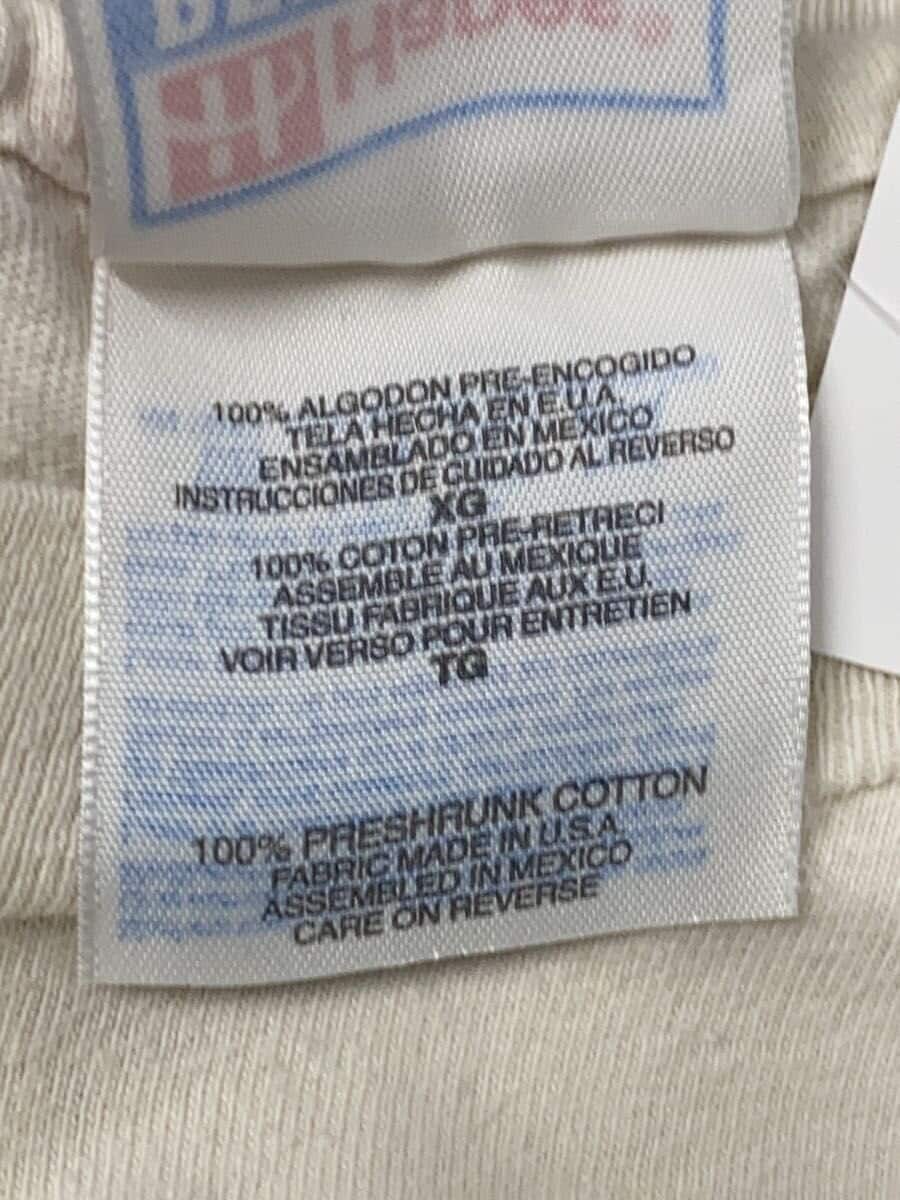 100% ALGODON PRE-ENCOGIDO
TELA HECHA EN E.U.A.
ENSAMBLADO EN MEXICO
INSTRUCCIONES DE CUIDADO AL REVERSO
XG
100% COTON PRE-RETRECI
ASSEMBLE AU MEXIQUE
TISSU FABRIQUE AUX E.U.
VOIR VERSO POUR ENTRETIEN
TG
100% PRESHRUNK COTTON
FABRIC MADE IN U.S.A.
ASSEMBLED IN MEXICO
CARE ON REVERSE